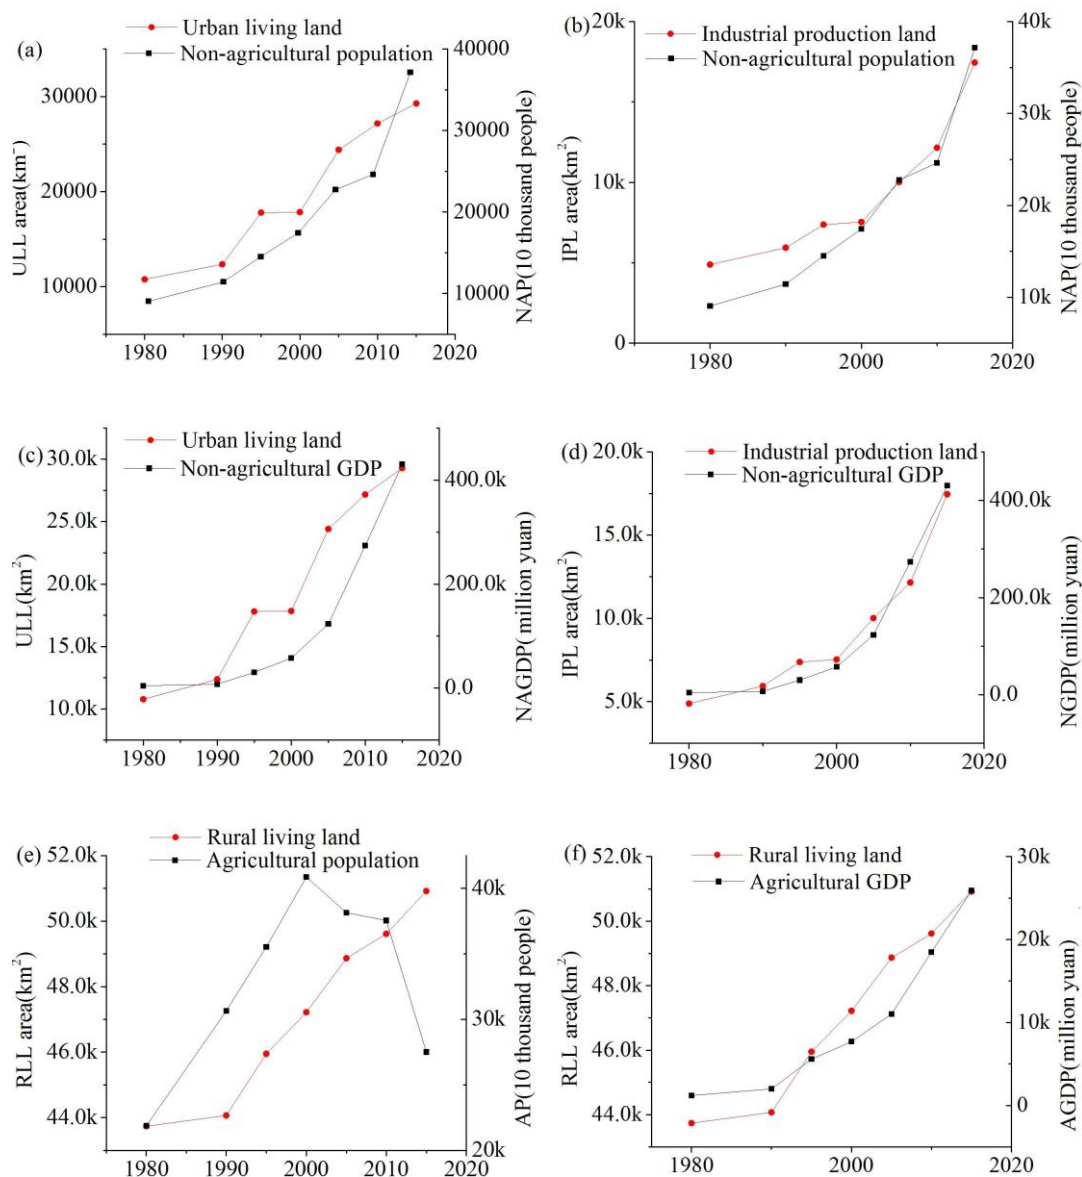 (a)
Urban living land
Non-agricultural population
40000
30000
20000
10000
ULL area(km⁻)
30000
20000
10000
NAP(10 thousand people)
1980 1990 2000 2010 2020
(b)
Industrial production land
Non-agricultural population
20k
10k
0
IPL area(km²)
40k
30k
20k
10k
NAP(10 thousand people)
1980 2000 2020
(c)
Urban living land
Non-agricultural GDP
30.0k
25.0k
20.0k
15.0k
10.0k
ULL(km²)
400.0k
200.0k
0.0
NAGDP(million yuan)
1980 1990 2000 2010 2020
(d)
Industrial production land
Non-agricultural GDP
20.0k
15.0k
10.0k
5.0k
IPL area(km²)
400.0k
200.0k
0.0
NGDP(million yuan)
1980 2000 2020
(e)
Rural living land
Agricultural population
52.0k
50.0k
48.0k
46.0k
44.0k
RLL area(km²)
40k
30k
20k
AP(10 thousand people)
1980 1990 2000 2010 2020
(f)
Rural living land
Agricultural GDP
52.0k
50.0k
48.0k
46.0k
44.0k
RLL area(km²)
30k
20k
10k
0
AGDP(million yuan)
1980 2000 2020